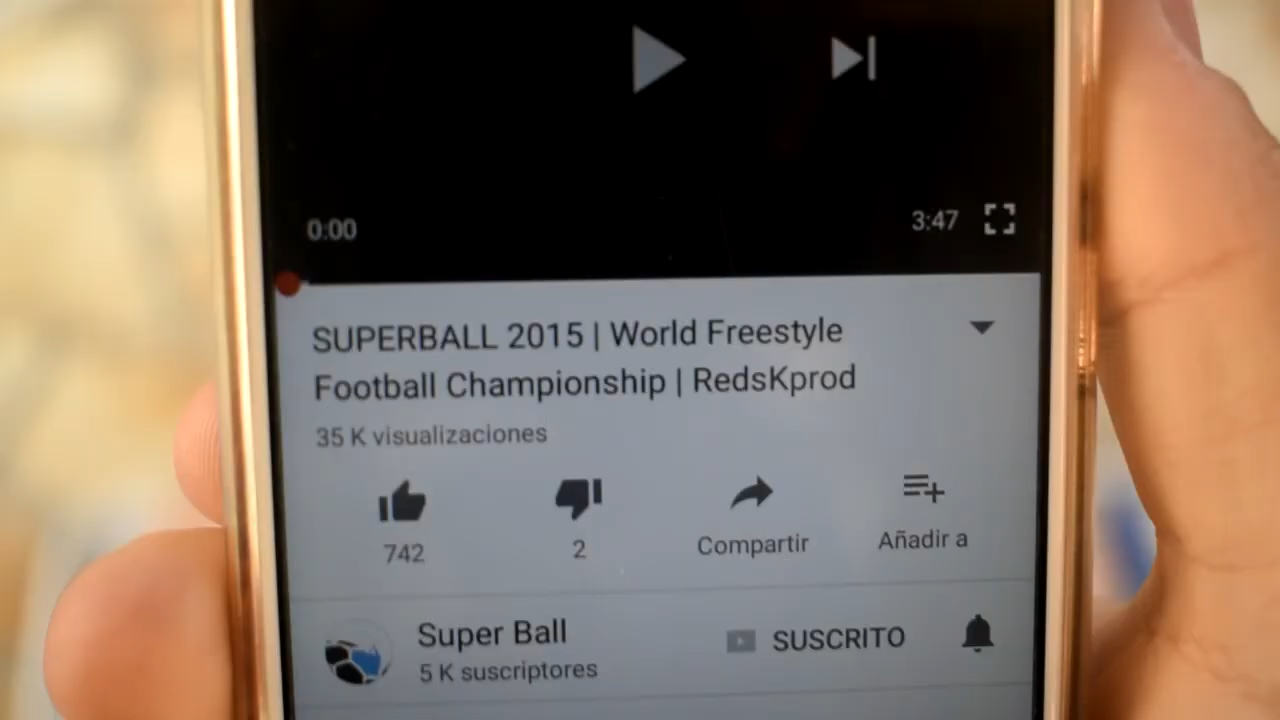 0:00 3:47
SUPERBALL 2015 | World Freestyle
Football Championship | RedsKprod
35 K visualizaciones
742 2 Compartir Añadir a
Super Ball SUSCRITO
5 K suscriptores